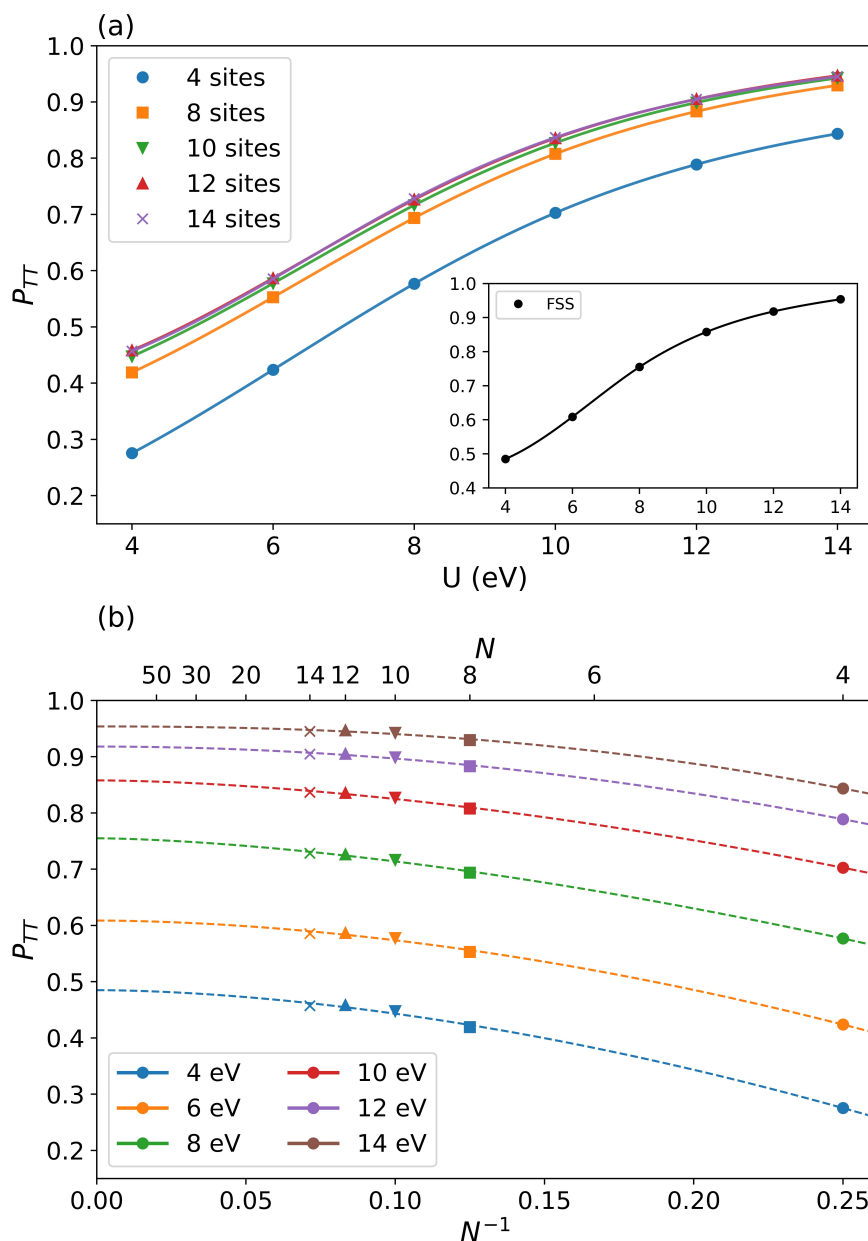 (a)
1.0
0.9
0.8
0.7
0.6
0.5
0.4
0.3
0.2
P_TT
4 sites
8 sites
10 sites
12 sites
14 sites
1.0
0.9
0.8
0.7
0.6
0.5
0.4
FSS
4 6 8 10 12 14
4 6 8 10 12 14
U (eV)
(b)
N
50 30 20 14 12 10 8 6 4
1.0
0.9
0.8
0.7
0.6
0.5
0.4
0.3
0.2
P_TT
4 eV 10 eV
6 eV 12 eV
8 eV 14 eV
0.00 0.05 0.10 0.15 0.20 0.25
N⁻¹